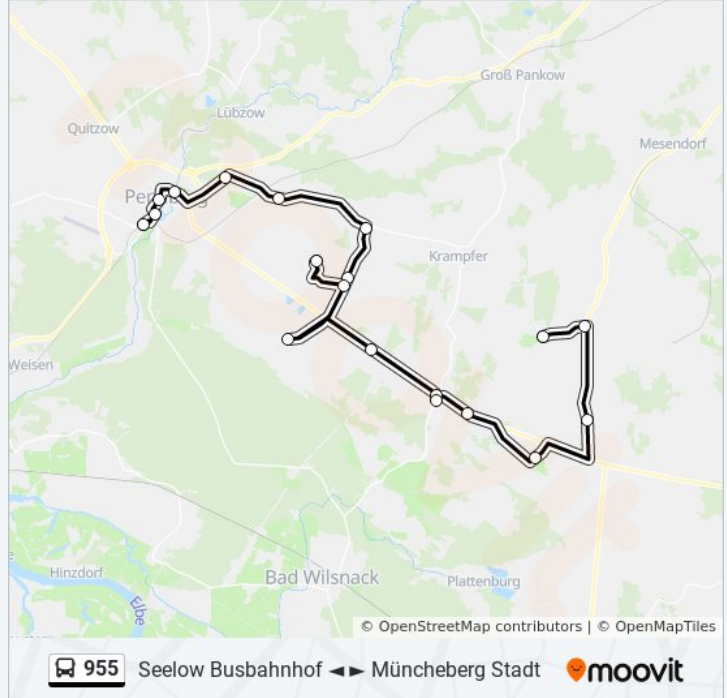 Groß Pankow
Lübzow
Quitzow
Mesendorf
Krampfer
Weisen
Hinzdorf
Elbe
Bad Wilsnack
Plattenburg
© OpenStreetMap contributors | © OpenMapTiles
955 Seelow Busbahnhof ◄ ► Müncheberg Stadt moovit